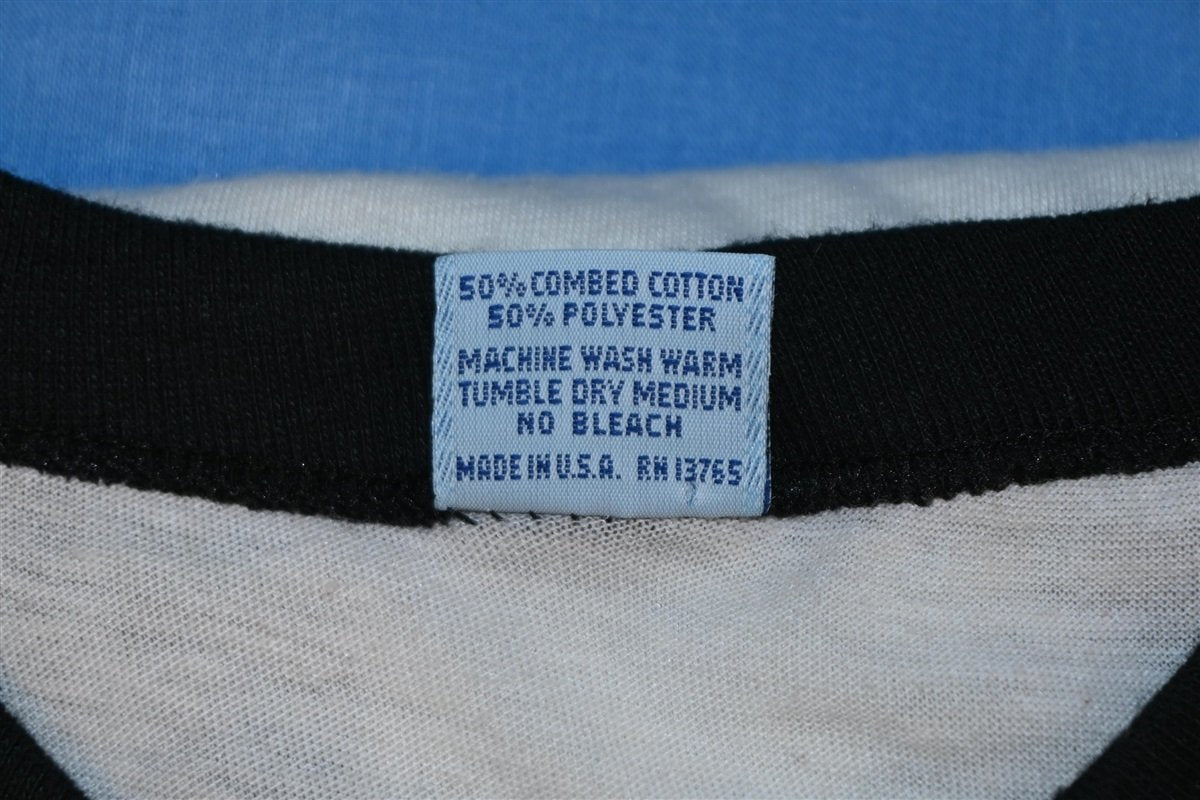 50% COMBED COTTON
50% POLYESTER
MACHINE WASH WARM
TUMBLE DRY MEDIUM
NO BLEACH
MADE IN U.S.A. RN 13765